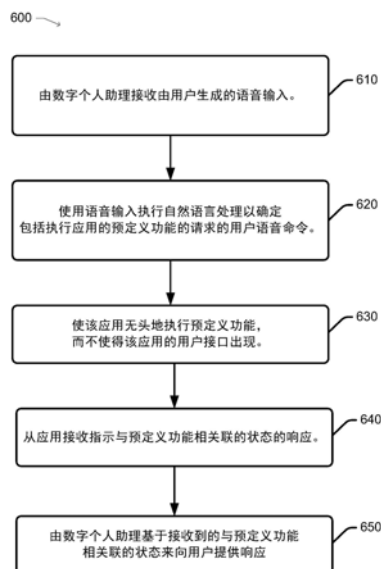 600
由数字个人助理接收由用户生成的语音输入。
610
使用语音输入执行自然语言处理以确定
包括执行应用的预定义功能的请求的用户语音命令。
620
使该应用无头地执行预定义功能，
而不使得该应用的用户接口出现。
630
从应用接收指示与预定义功能相关联的状态的响应。
640
由数字个人助理基于接收到的与预定义功能
相关联的状态来向用户提供响应
650